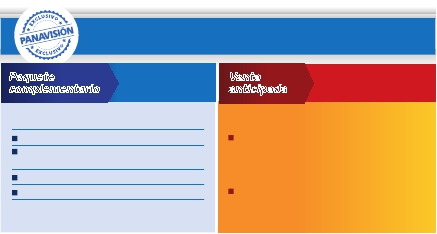 EXCLUSIVO
PANAVISIÓN
EXCLUSIVO
Paquete
complementario
Venta
anticipada